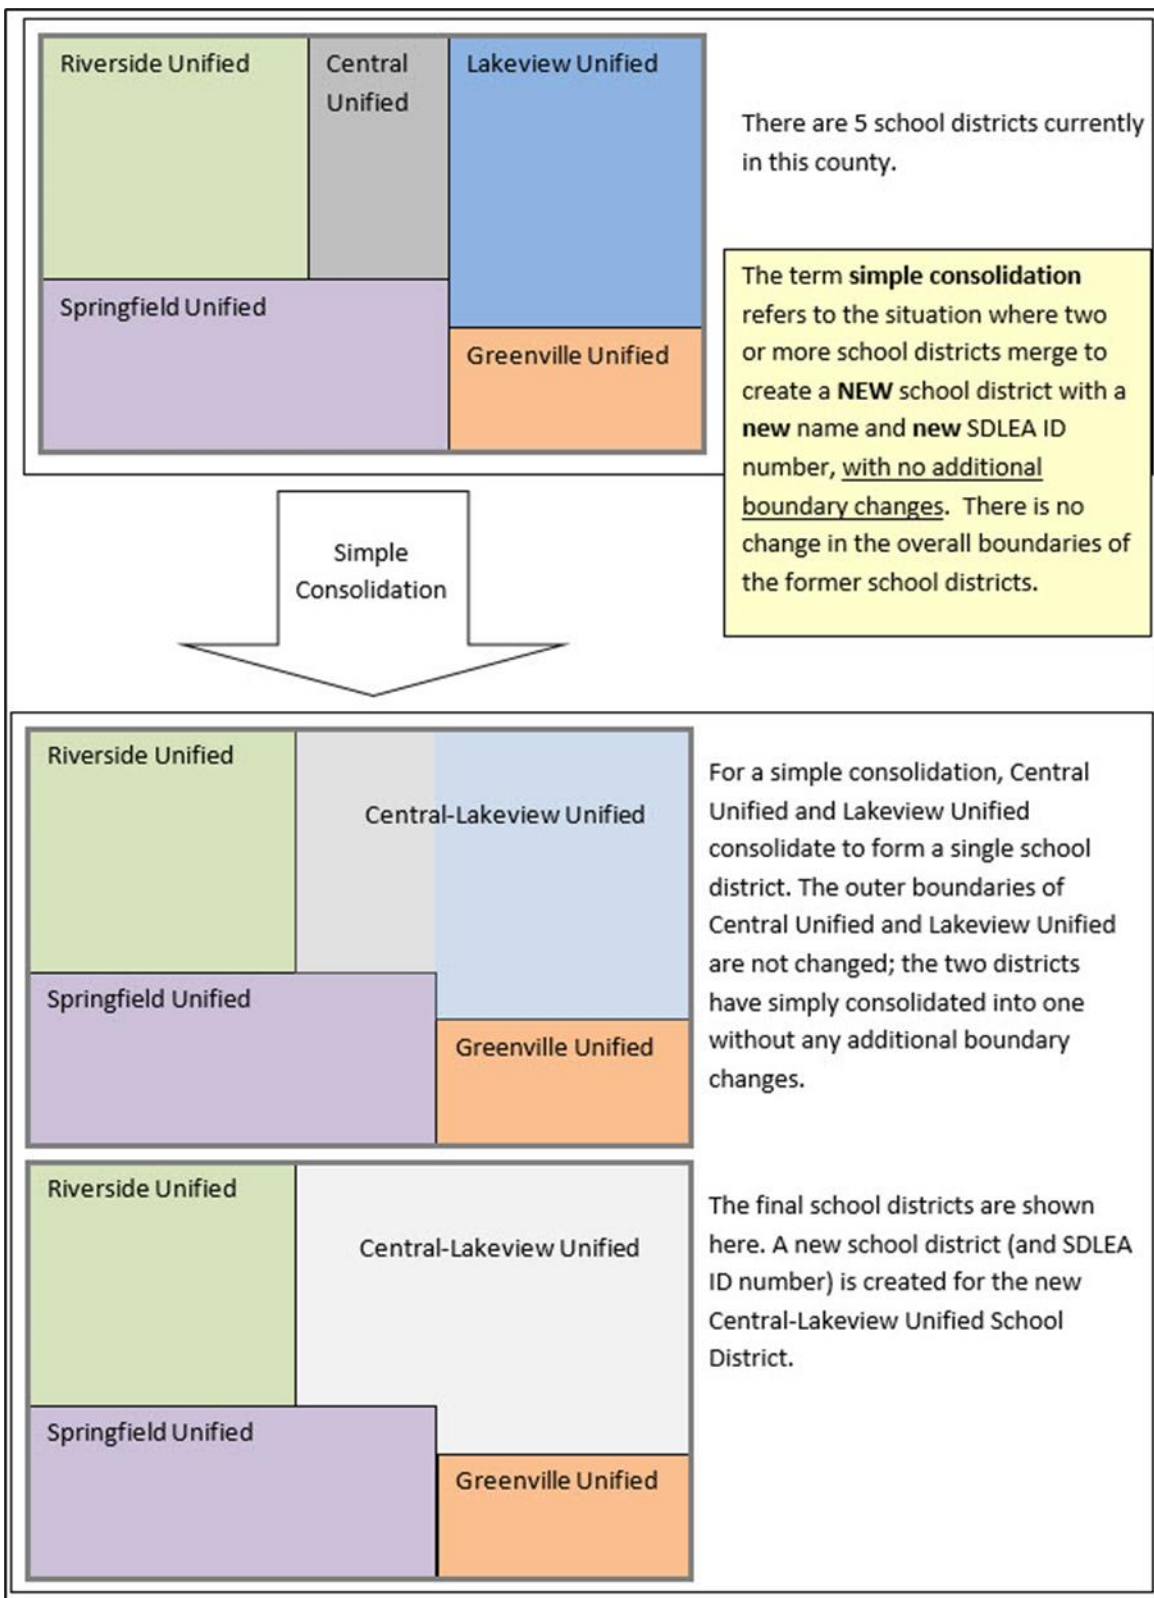 Riverside Unified
Central
Unified
Lakeview Unified
Springfield Unified
Greenville Unified
There are 5 school districts currently
in this county.
The term simple consolidation
refers to the situation where two
or more school districts merge to
create a NEW school district with a
new name and new SDLEA ID
number, with no additional
boundary changes.  There is no
change in the overall boundaries of
the former school districts.
Simple
Consolidation
Riverside Unified
Central-Lakeview Unified
Springfield Unified
Greenville Unified
For a simple consolidation, Central
Unified and Lakeview Unified
consolidate to form a single school
district. The outer boundaries of
Central Unified and Lakeview Unified
are not changed; the two districts
have simply consolidated into one
without any additional boundary
changes.
Riverside Unified
Central-Lakeview Unified
Springfield Unified
Greenville Unified
The final school districts are shown
here. A new school district (and SDLEA
ID number) is created for the new
Central-Lakeview Unified School
District.